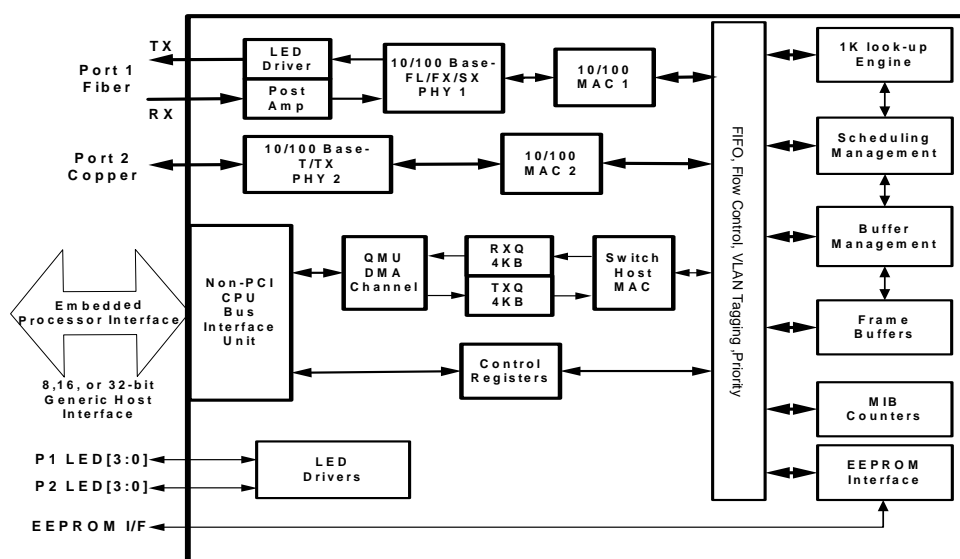 TX
Port 1
Fiber
RX
LED
Driver
Post
Amp
10/100 Base-
FL/FX/SX
PHY 1
10/100
MAC 1
Port 2
Copper
10/100 Base-
T/TX
PHY 2
10/100
MAC 2
Embedded
Processor Interface
8,16, or 32-bit
Generic Host
Interface
Non-PCI
CPU
Bus
Interface
Unit
QMU
DMA
Channel
RXQ
4KB
TXQ
4KB
Switch
Host
MAC
Control
Registers
P1 LED[3:0]
P2 LED[3:0]
LED
Drivers
EEPROM I/F
FIFO, Flow Control, VLAN Tagging ,Priority
1K look-up
Engine
Scheduling
Management
Buffer
Management
Frame
Buffers
MIB
Counters
EEPROM
Interface